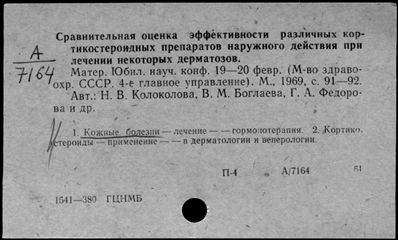 Сравнительная оценка эффективности различных кор-
тикостероидных препаратов наружного действия при
лечении некоторых дерматозов.
А
7164
Матер. Юбил. науч. конф. 19—20 февр. (М-во здраво-
охр. СССР. 4-е главное управление). М., 1969, с. 91—92.
Авт.: Н. В. Колоколова, В. М. Боглаева, Г. А. Федоро-
ва и др.
1. Кожные болезни — лечение — — гормонотерапия. 2. Кортико-
стероиды — применение — — в дерматологии и венерологии.
П-4 А/7164 61
1541—380 ГЦНМБ